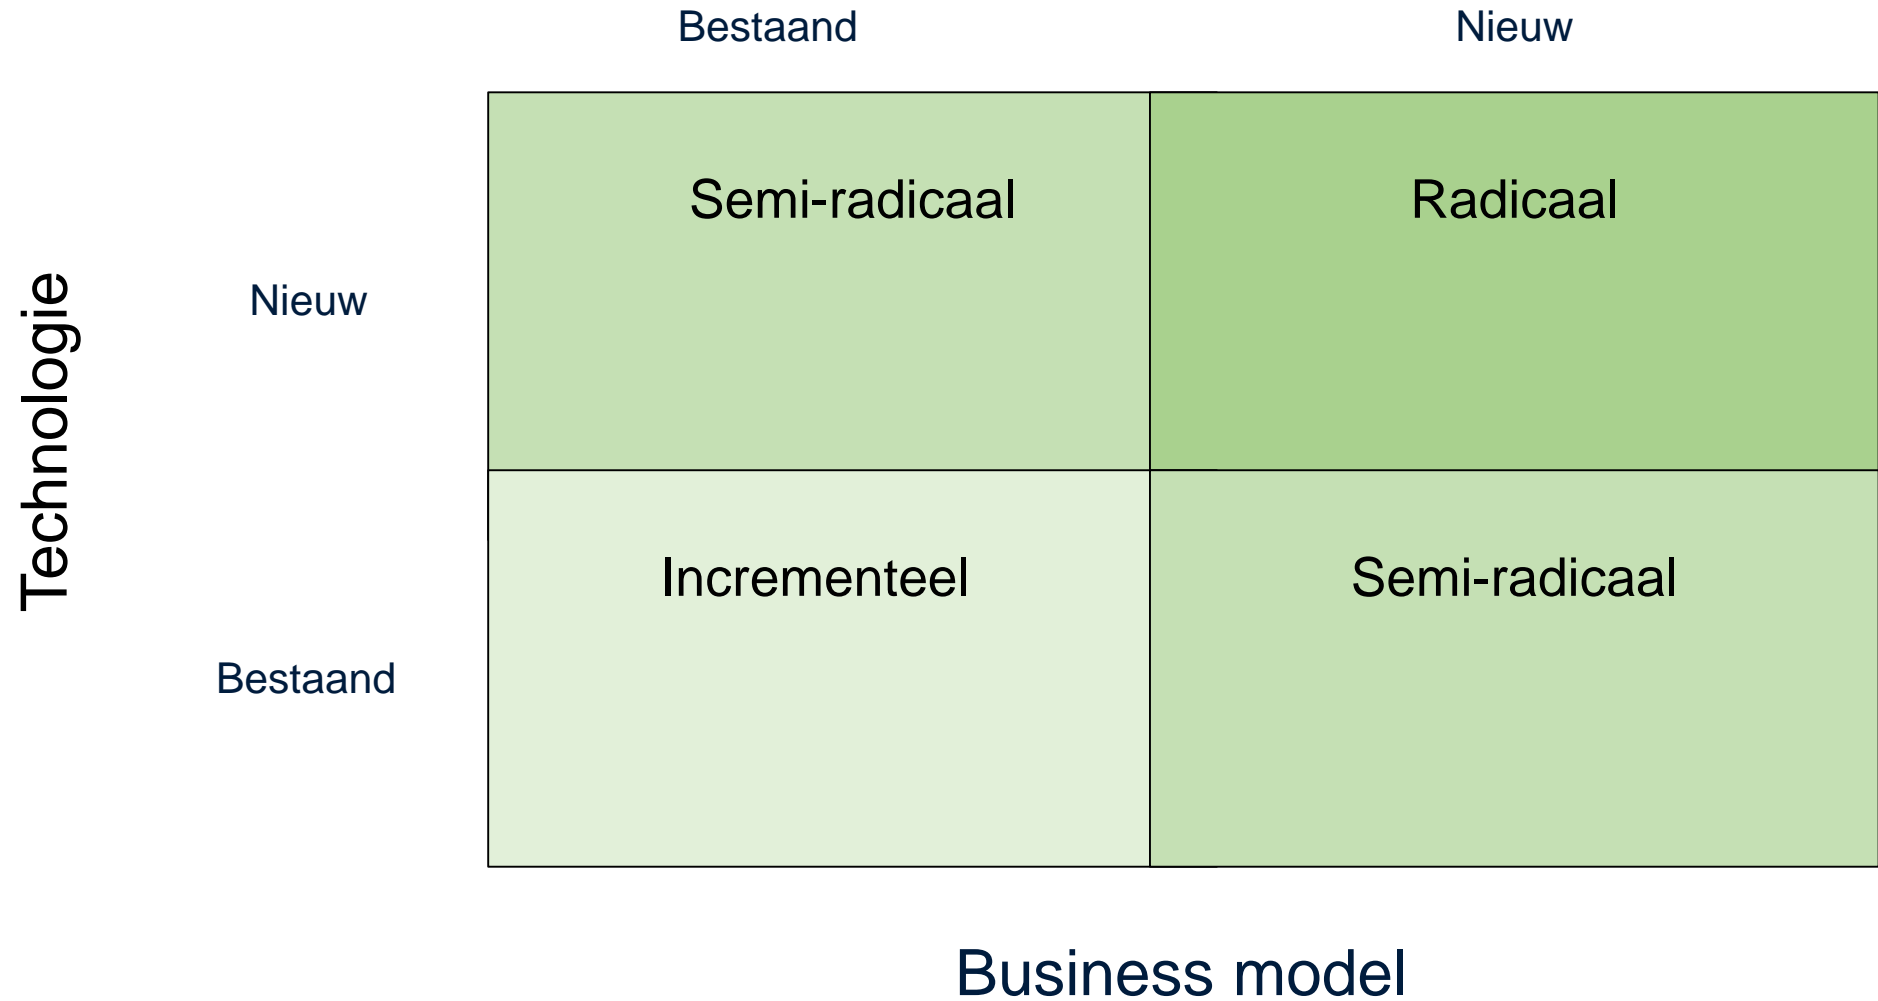 Bestaand
Nieuw
Semi-radicaal
Radicaal
Technologie
Nieuw
Incrementeel
Semi-radicaal
Bestaand
Business model